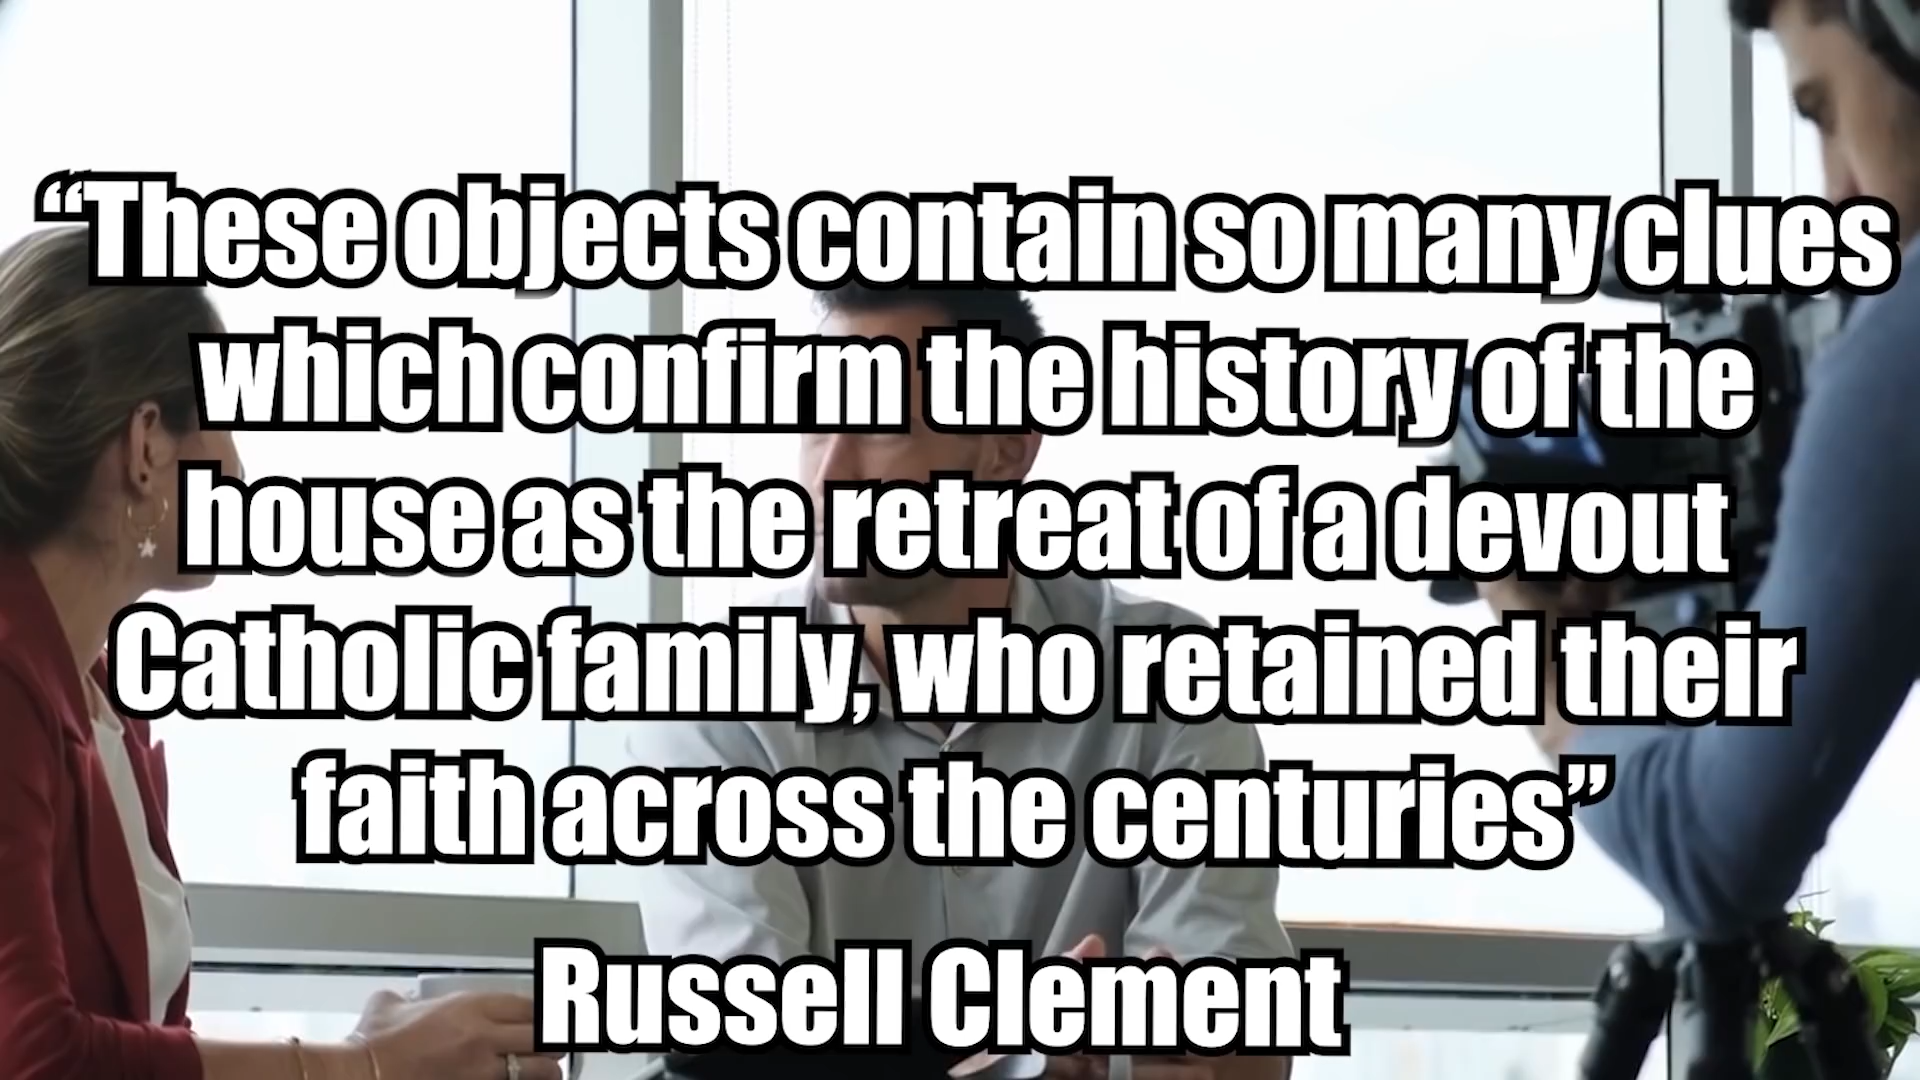 “These objects contain so many clues
which confirm the history of the
house as the retreat of a devout
Catholic family, who retained their
faith across the centuries”
Russell Clement